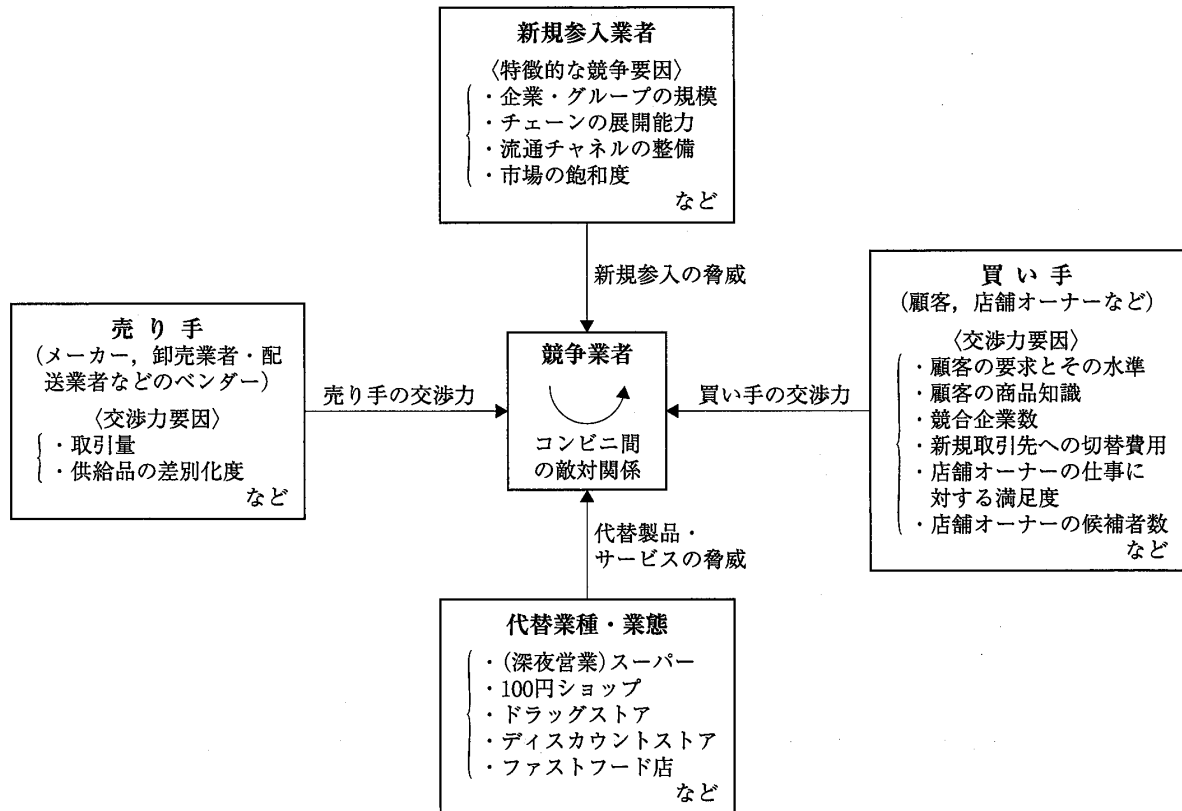 新規参入業者
〈特徴的な競争要因〉
・企業・グループの規模
・チェーンの展開能力
・流通チャネルの整備
・市場の飽和度
など
新規参入の脅威
売り手
(メーカー，卸売業者・配
送業者などのベンダー)
〈交渉力要因〉
・取引量
・供給品の差別化度
など
売り手の交渉力
競争業者
コンビニ間
の敵対関係
買い手の交渉力
買い手
(顧客，店舗オーナーなど)
〈交渉力要因〉
・顧客の要求とその水準
・顧客の商品知識
・競合企業数
・新規取引先への切替費用
・店舗オーナーの仕事に
対する満足度
・店舗オーナーの候補者数
など
代替製品・
サービスの脅威
代替業種・業態
・(深夜営業)スーパー
・100円ショップ
・ドラッグストア
・ディスカウントストア
・ファストフード店
など